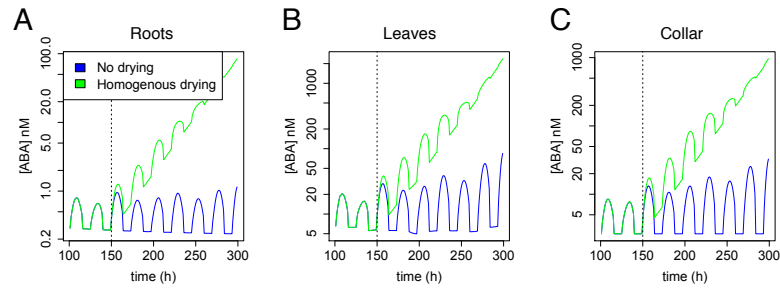 A
Roots
[ABA] nM
100.0
20.0
5.0
1.0
0.2
No drying
Homogenous drying
100 150 200 250 300
time (h)
B
Leaves
[ABA] nM
1000
200
50
20
10
5
100 150 200 250 300
time (h)
C
Collar
[ABA] nM
1000
200
50
20
5
100 150 200 250 300
time (h)